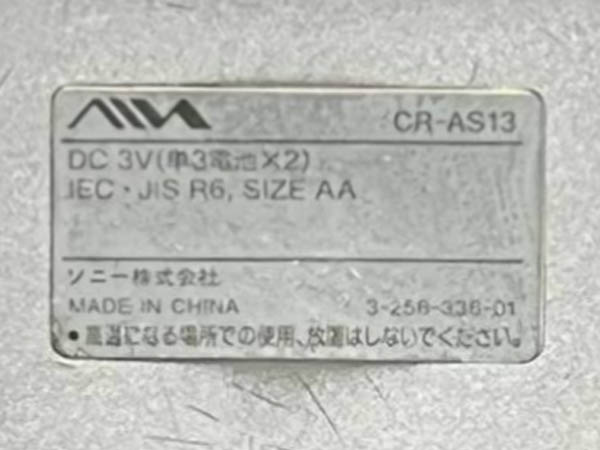 AIWA CR-AS13
DC 3V(単3電池×2)
IEC・JIS R6, SIZE AA
ソニー株式会社
MADE IN CHINA 3-256-336-01
•高温になる場所での使用、放置はしないでください。